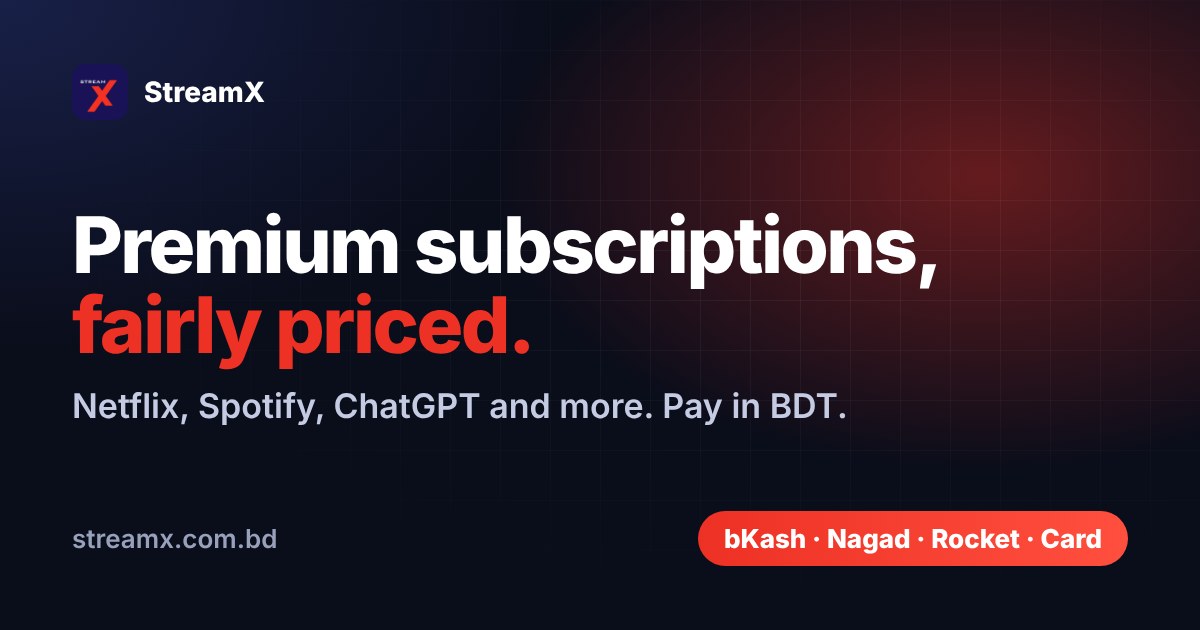 STREAM
X
StreamX
Premium subscriptions,
fairly priced.
Netflix, Spotify, ChatGPT and more. Pay in BDT.
streamx.com.bd
bKash · Nagad · Rocket · Card